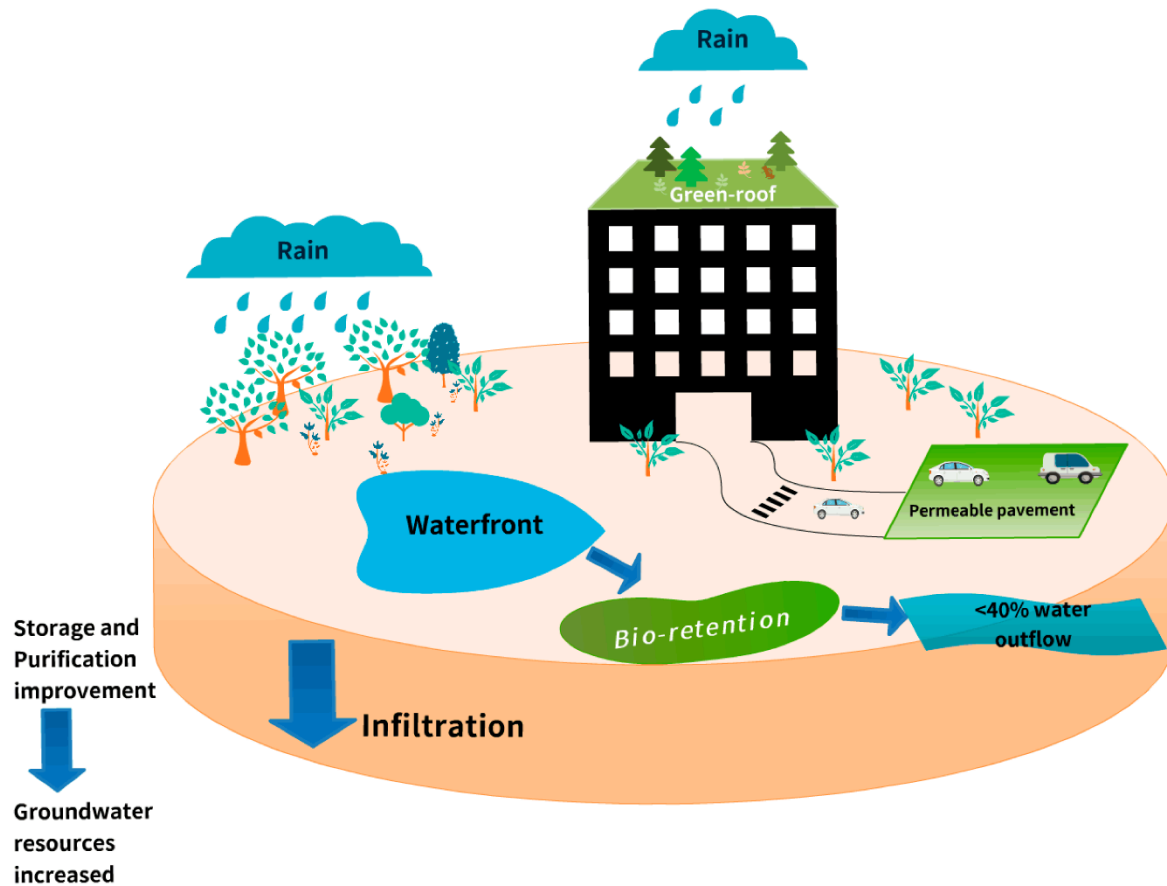 Rain
Green-roof
Rain
Waterfront
Permeable pavement
Bio-retention
<40% water
outflow
Storage and
Purification
improvement
Infiltration
Groundwater
resources
increased